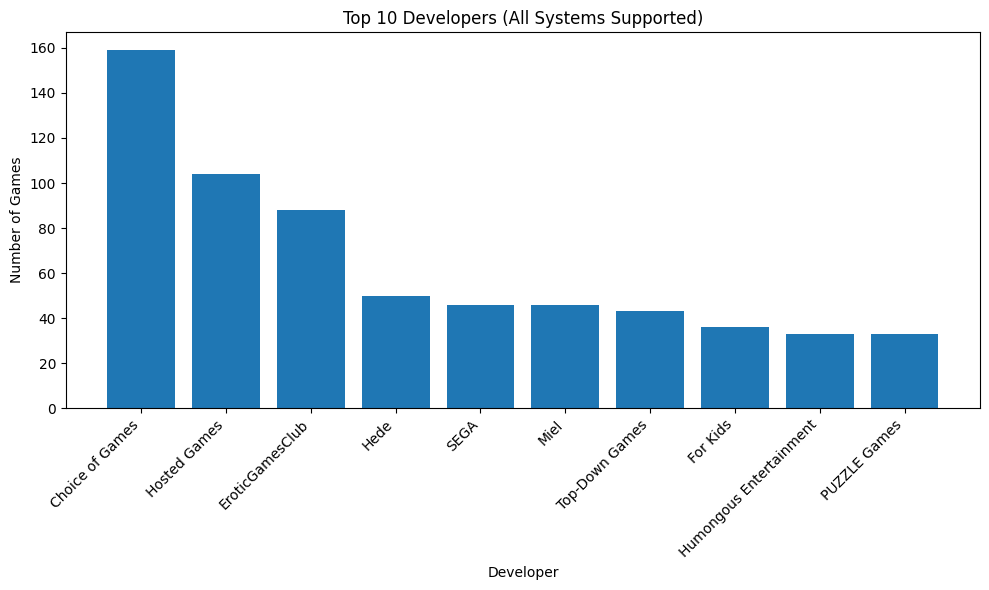 Top 10 Developers (All Systems Supported)
Number of Games
160
140
120
100
80
60
40
20
0
Choice of Games
Hosted Games
EroticGamesClub
Hede
SEGA
Miel
Top-Down Games
For Kids
Humongous Entertainment
PUZZLE Games
Developer